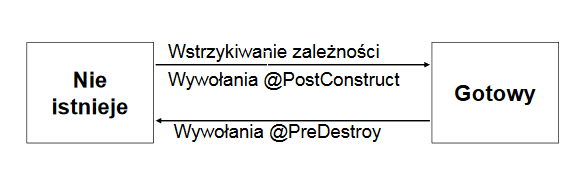 Wstrzykiwanie zależności
Nie
istnieje
Wywołania @PostConstruct
Gotowy
Wywołania @PreDestroy